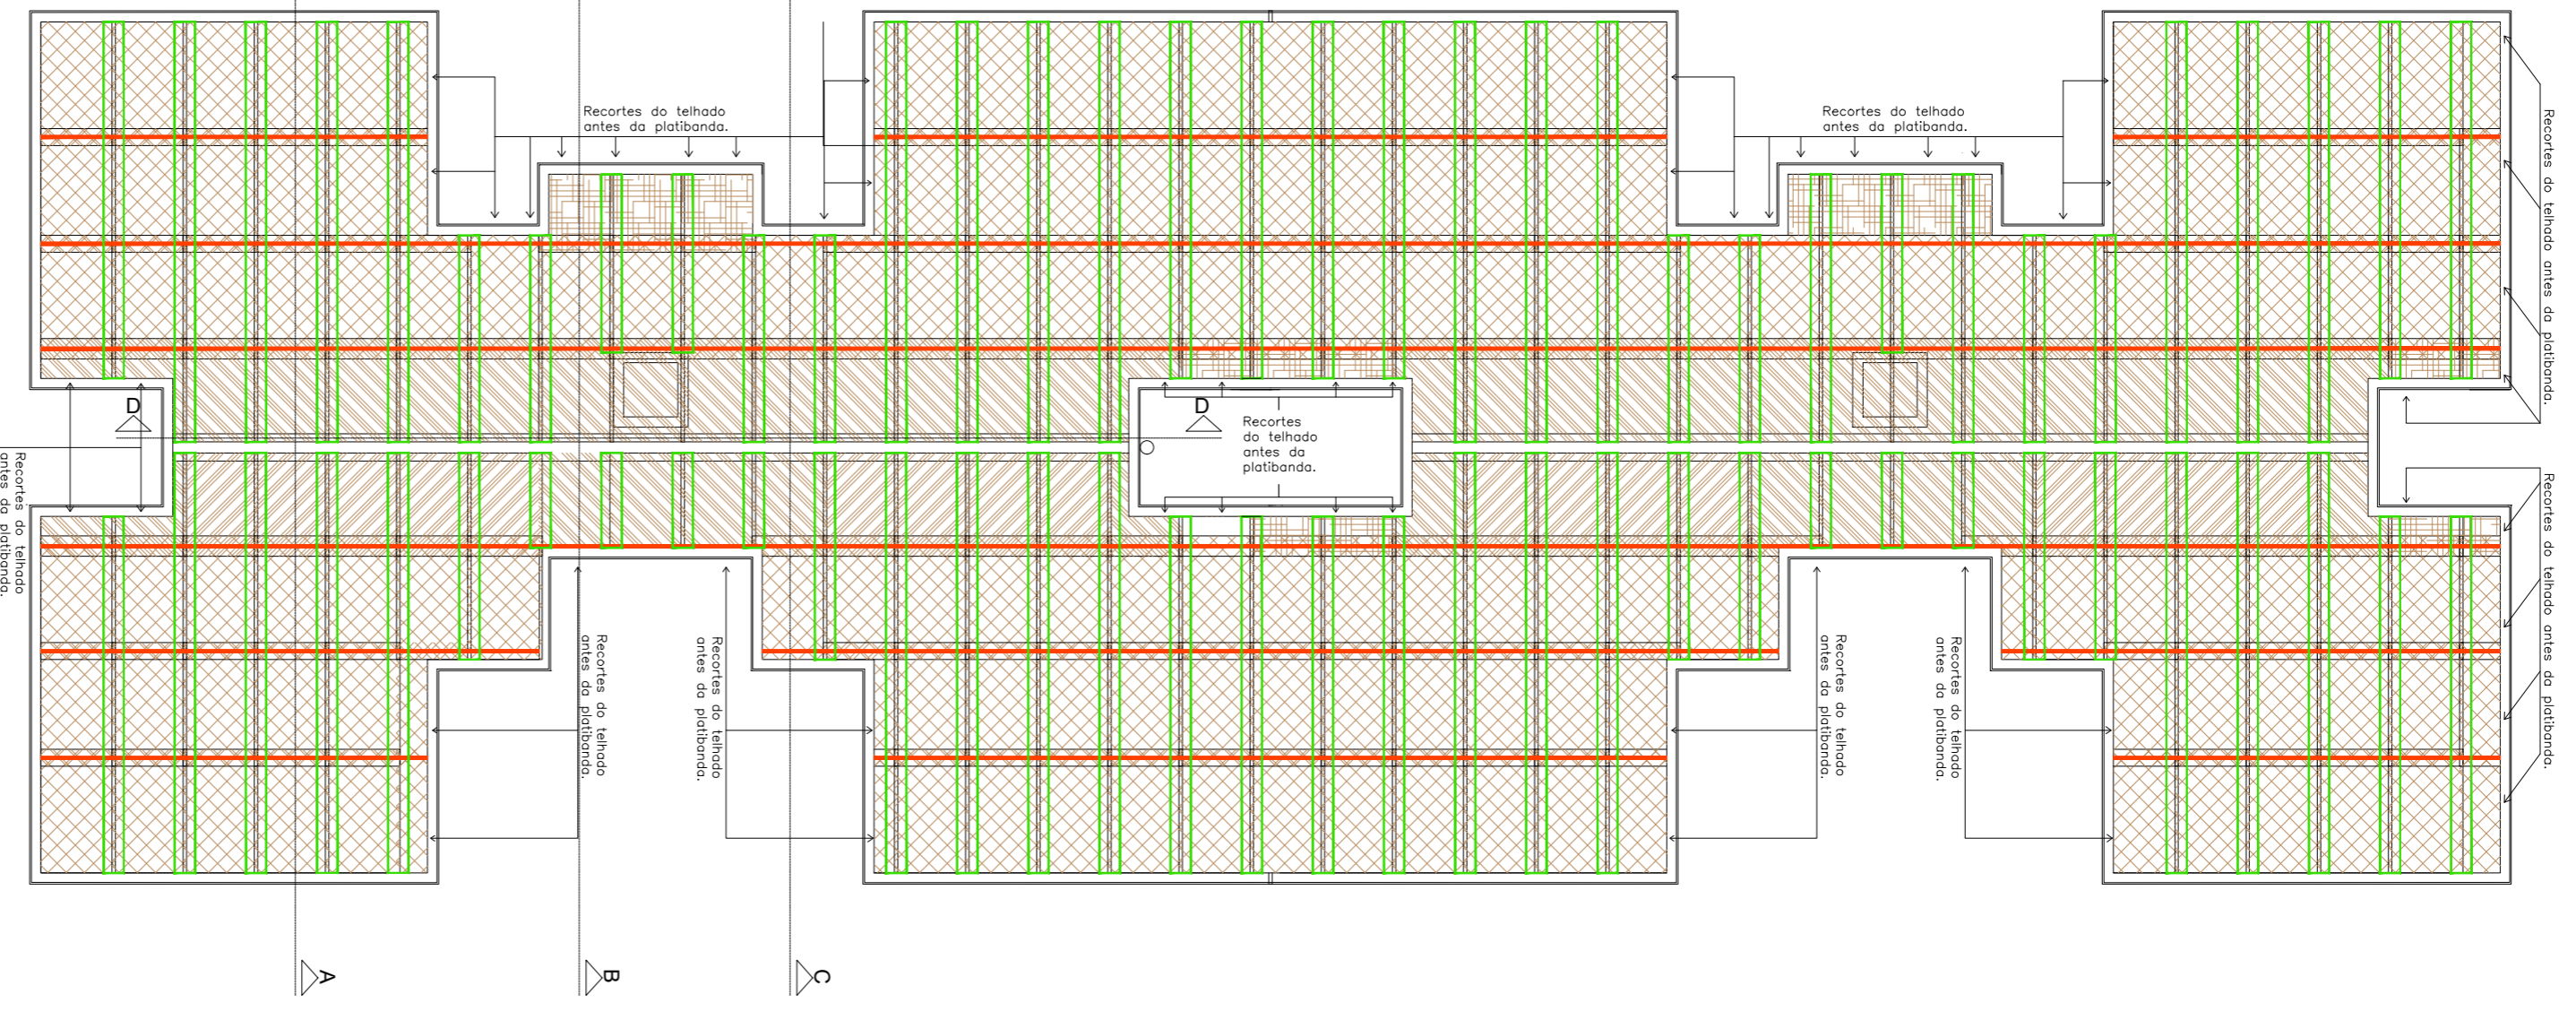 Recortes do telhado
antes da platibanda.
Recortes do telhado
antes da platibanda.
Recortes do telhado antes da platibanda.
D
D
Recortes
do telhado
antes da
platibanda.
Recortes do telhado
antes da platibanda.
Recortes do telhado antes da platibanda.
Recortes do telhado
antes da platibanda.
Recortes do telhado
antes da platibanda.
Recortes do telhado
antes da platibanda.
Recortes do telhado
antes da platibanda.
A
B
C